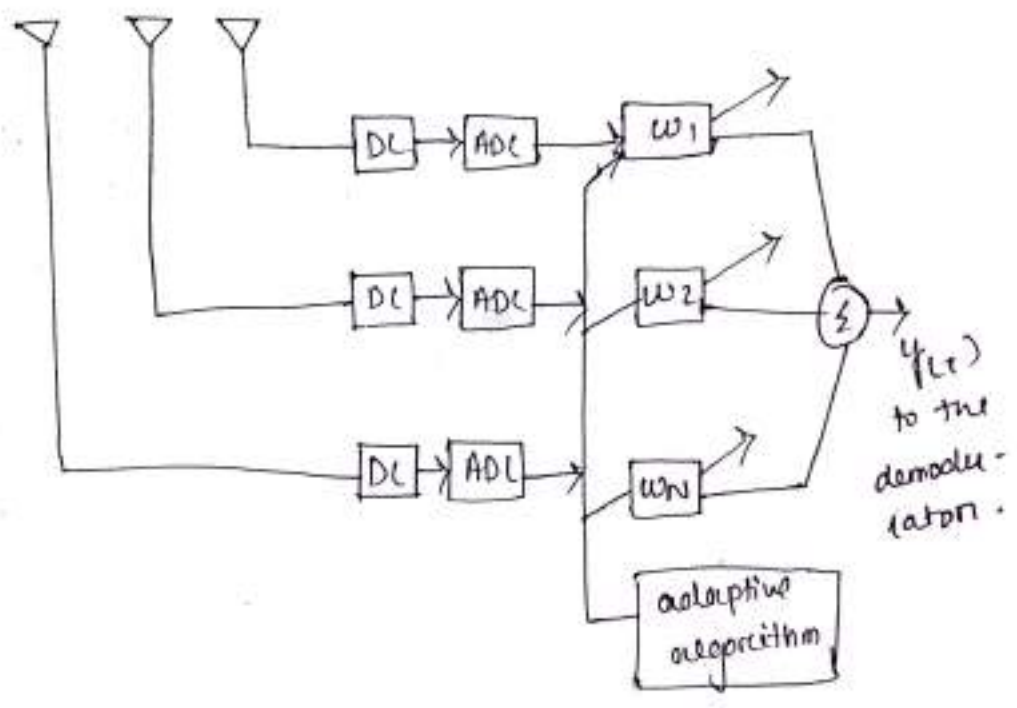 DC
ADC
W1
DC
ADC
W2
Σ
y(t)
to the
demodu-
lator.
DC
ADC
WN
adaptive
algorithm